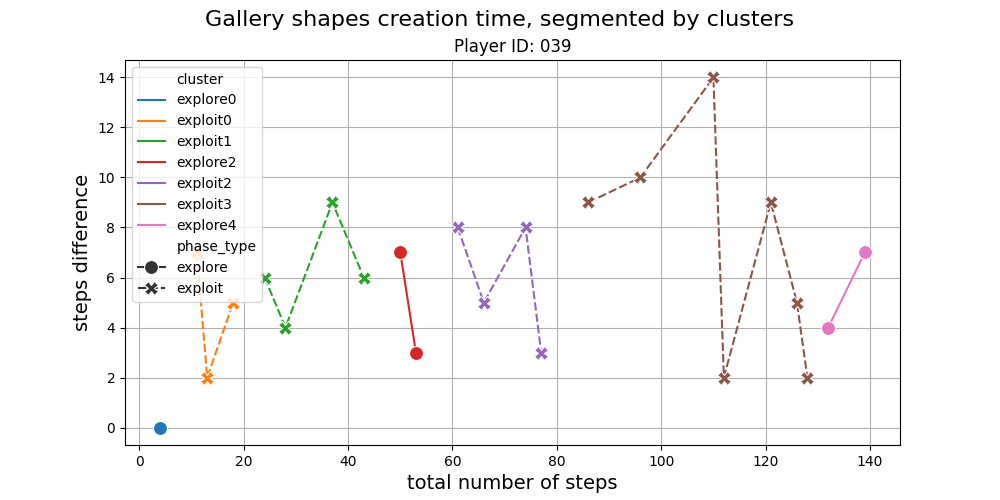 Gallery shapes creation time, segmented by clusters
Player ID: 039
steps difference
14
12
10
8
6
4
2
0
cluster
explore0
exploit0
exploit1
explore2
exploit2
exploit3
explore4
phase_type
explore
exploit
0 20 40 60 80 100 120 140
total number of steps